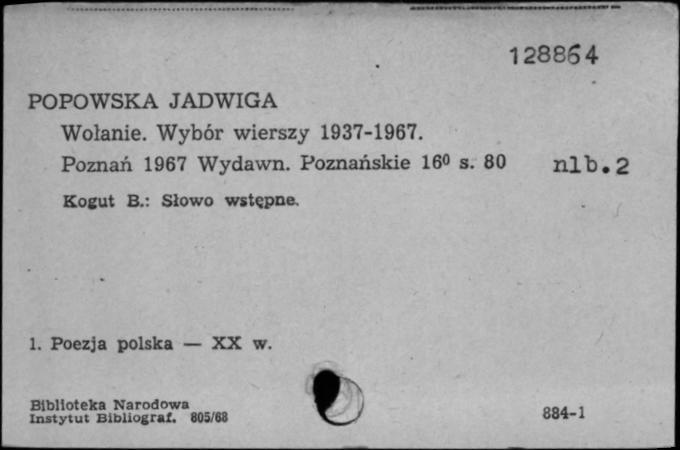 128864
POPOWSKA JADWIGA
Wołanie. Wybór wierszy 1937-1967.
Poznań 1967 Wydawn. Poznańskie 16⁰ s. 80 nlb.2
Kogut B.: Słowo wstępne.
1. Poezja polska — XX w.
Biblioteka Narodowa
Instytut Bibliograf. 805/68
884-1